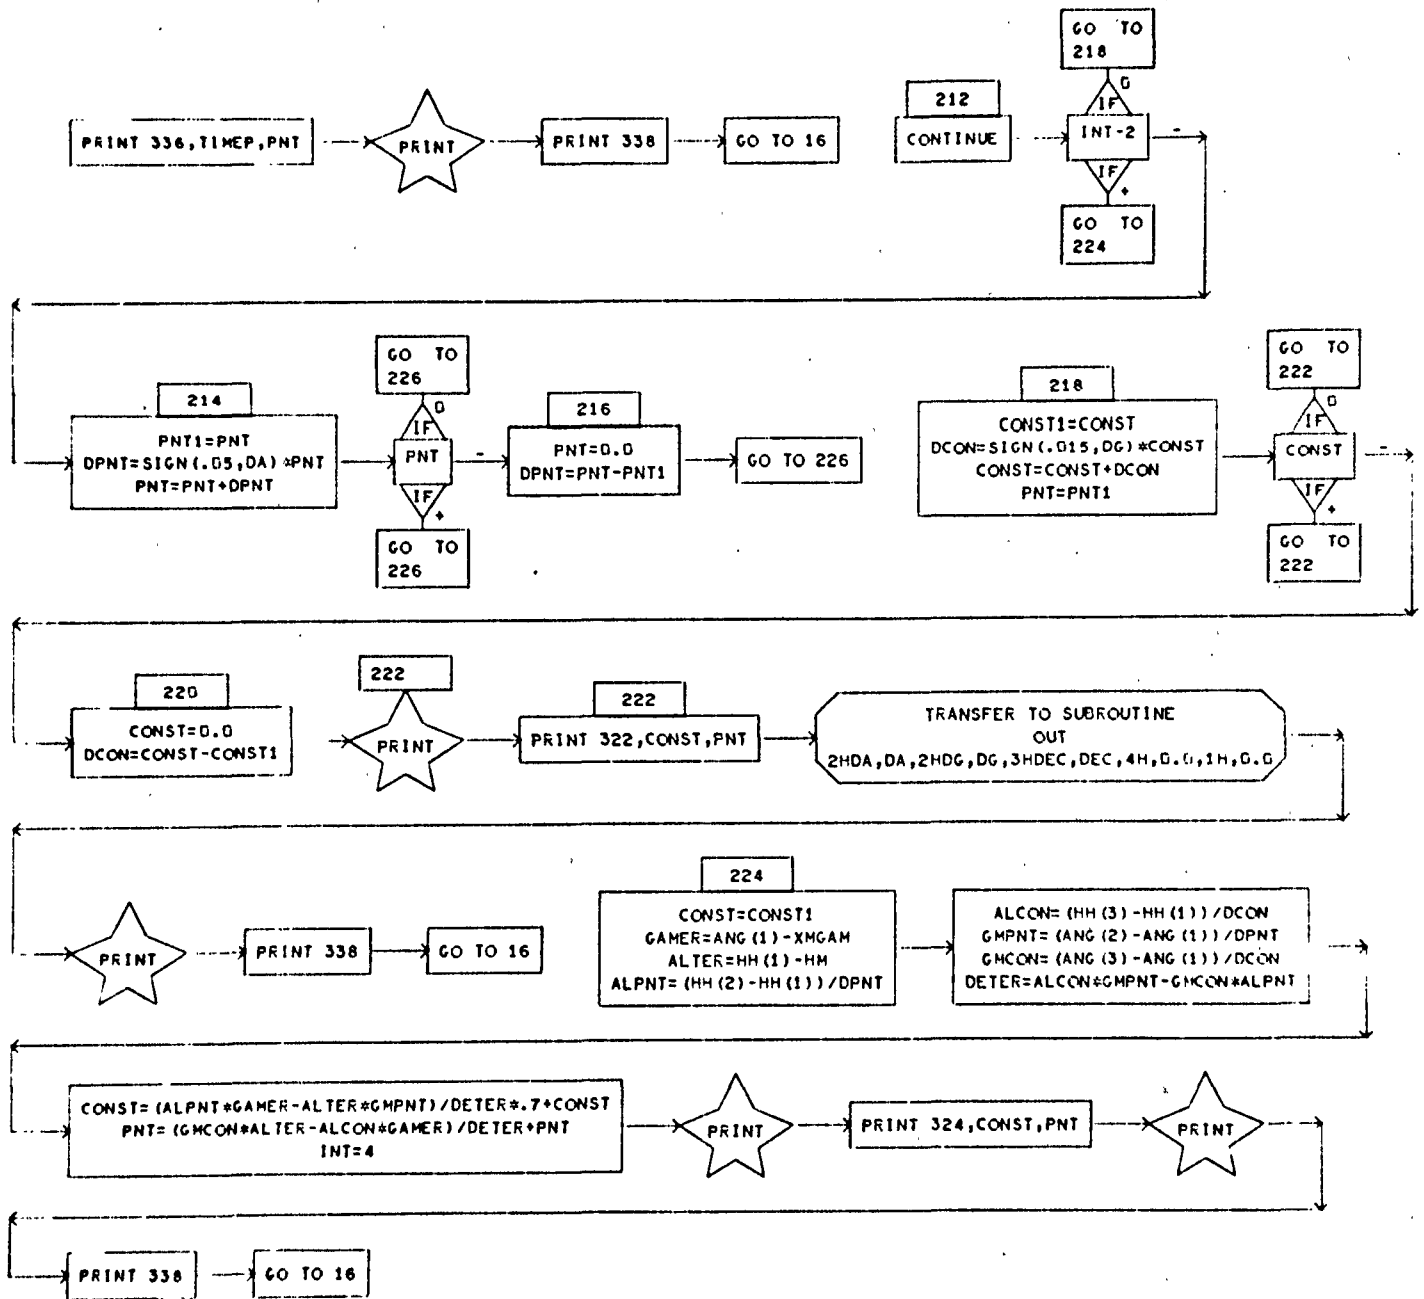 GO TO
218
0
IF
212
PRINT 336,TIMEP,PNT
PRINT
PRINT 338
GO TO 16
CONTINUE
INT-2
-
IF
+
GO TO
224
GO TO
226
0
IF
214
PNT1=PNT
DPNT=SIGN(.05,DA)*PNT
PNT=PNT+DPNT
PNT
-
IF
+
GO TO
226
216
PNT=0.0
DPNT=PNT-PNT1
GO TO 226
218
CONST1=CONST
DCON=SIGN(.015,DG)*CONST
CONST=CONST+DCON
PNT=PNT1
GO TO
222
0
IF
CONST
-
IF
+
GO TO
222
220
CONST=0.0
DCON=CONST-CONST1
222
PRINT
222
PRINT 322,CONST,PNT
TRANSFER TO SUBROUTINE
OUT
2HDA,DA,2HDG,DG,3HDEC,DEC,4H,0.0,1H,0.0
PRINT
PRINT 338
GO TO 16
224
CONST=CONST1
GAMER=ANG(1)-XMGAM
ALTER=HH(1)-HM
ALPNT=(HH(2)-HH(1))/DPNT
ALCON=(HH(3)-HH(1))/DCON
GMPNT=(ANG(2)-ANG(1))/DPNT
GMCON=(ANG(3)-ANG(1))/DCON
DETER=ALCON*GMPNT-GMCON*ALPNT
CONST=(ALPNT*GAMER-ALTER*GMPNT)/DETER*.7+CONST
PNT=(GMCON*ALTER-ALCON*GAMER)/DETER+PNT
INT=4
PRINT
PRINT 324,CONST,PNT
PRINT
PRINT 338
GO TO 16